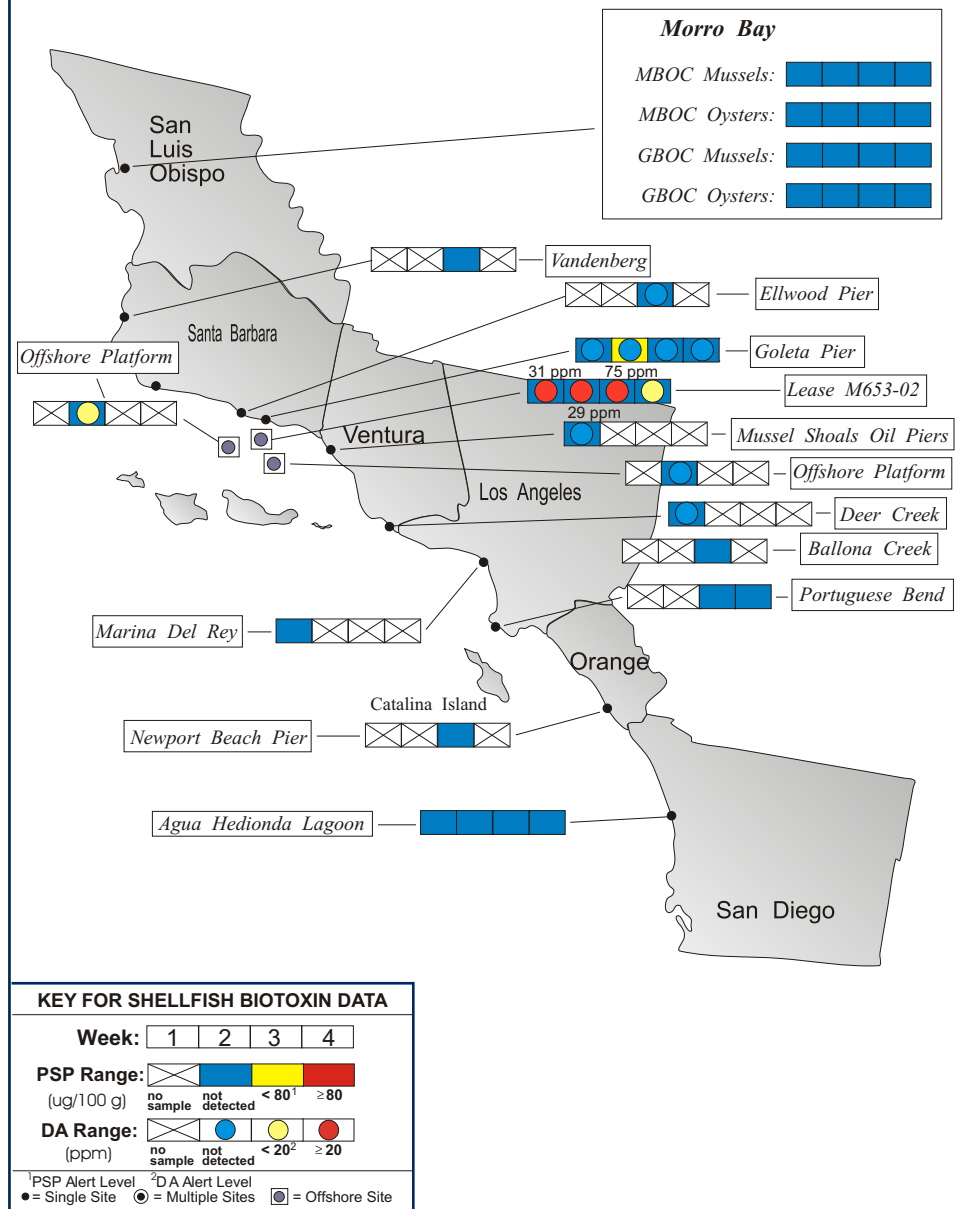 Morro Bay
MBOC Mussels:
MBOC Oysters:
GBOC Mussels:
GBOC Oysters:
San
Luis
Obispo
Vandenberg
Ellwood Pier
Santa Barbara
Offshore Platform
Goleta Pier
31 ppm 75 ppm
Lease M653-02
29 ppm
Ventura
Mussel Shoals Oil Piers
Offshore Platform
Los Angeles
Deer Creek
Ballona Creek
Portuguese Bend
Marina Del Rey
Orange
Catalina Island
Newport Beach Pier
Agua Hedionda Lagoon
San Diego
KEY FOR SHELLFISH BIOTOXIN DATA
Week: 1 2 3 4
PSP Range:
(ug/100 g)
no sample not detected < 80¹ ≥80
DA Range:
(ppm)
no sample not detected < 20² ≥20
¹PSP Alert Level ²DA Alert Level
= Single Site = Multiple Sites = Offshore Site